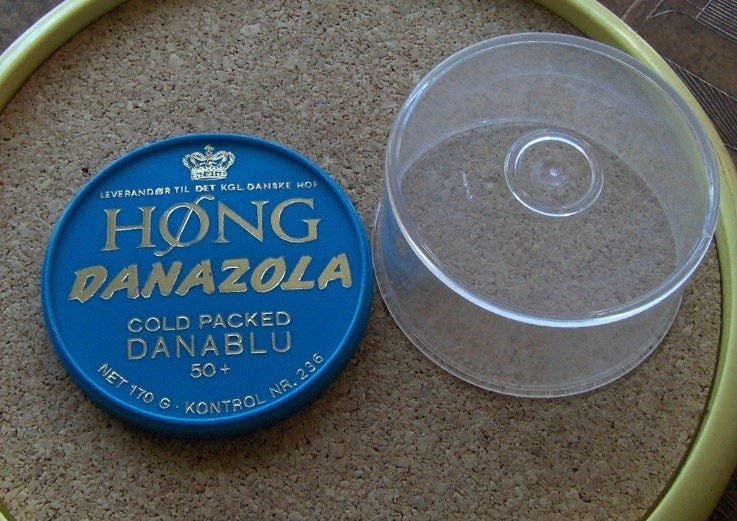 LEVERANDØR TIL DET KGL. DANSKE HOF
HØNG
DANAZOLA
COLD PACKED
DANABLU
50+
NET 170 G · KONTROL NR. 236